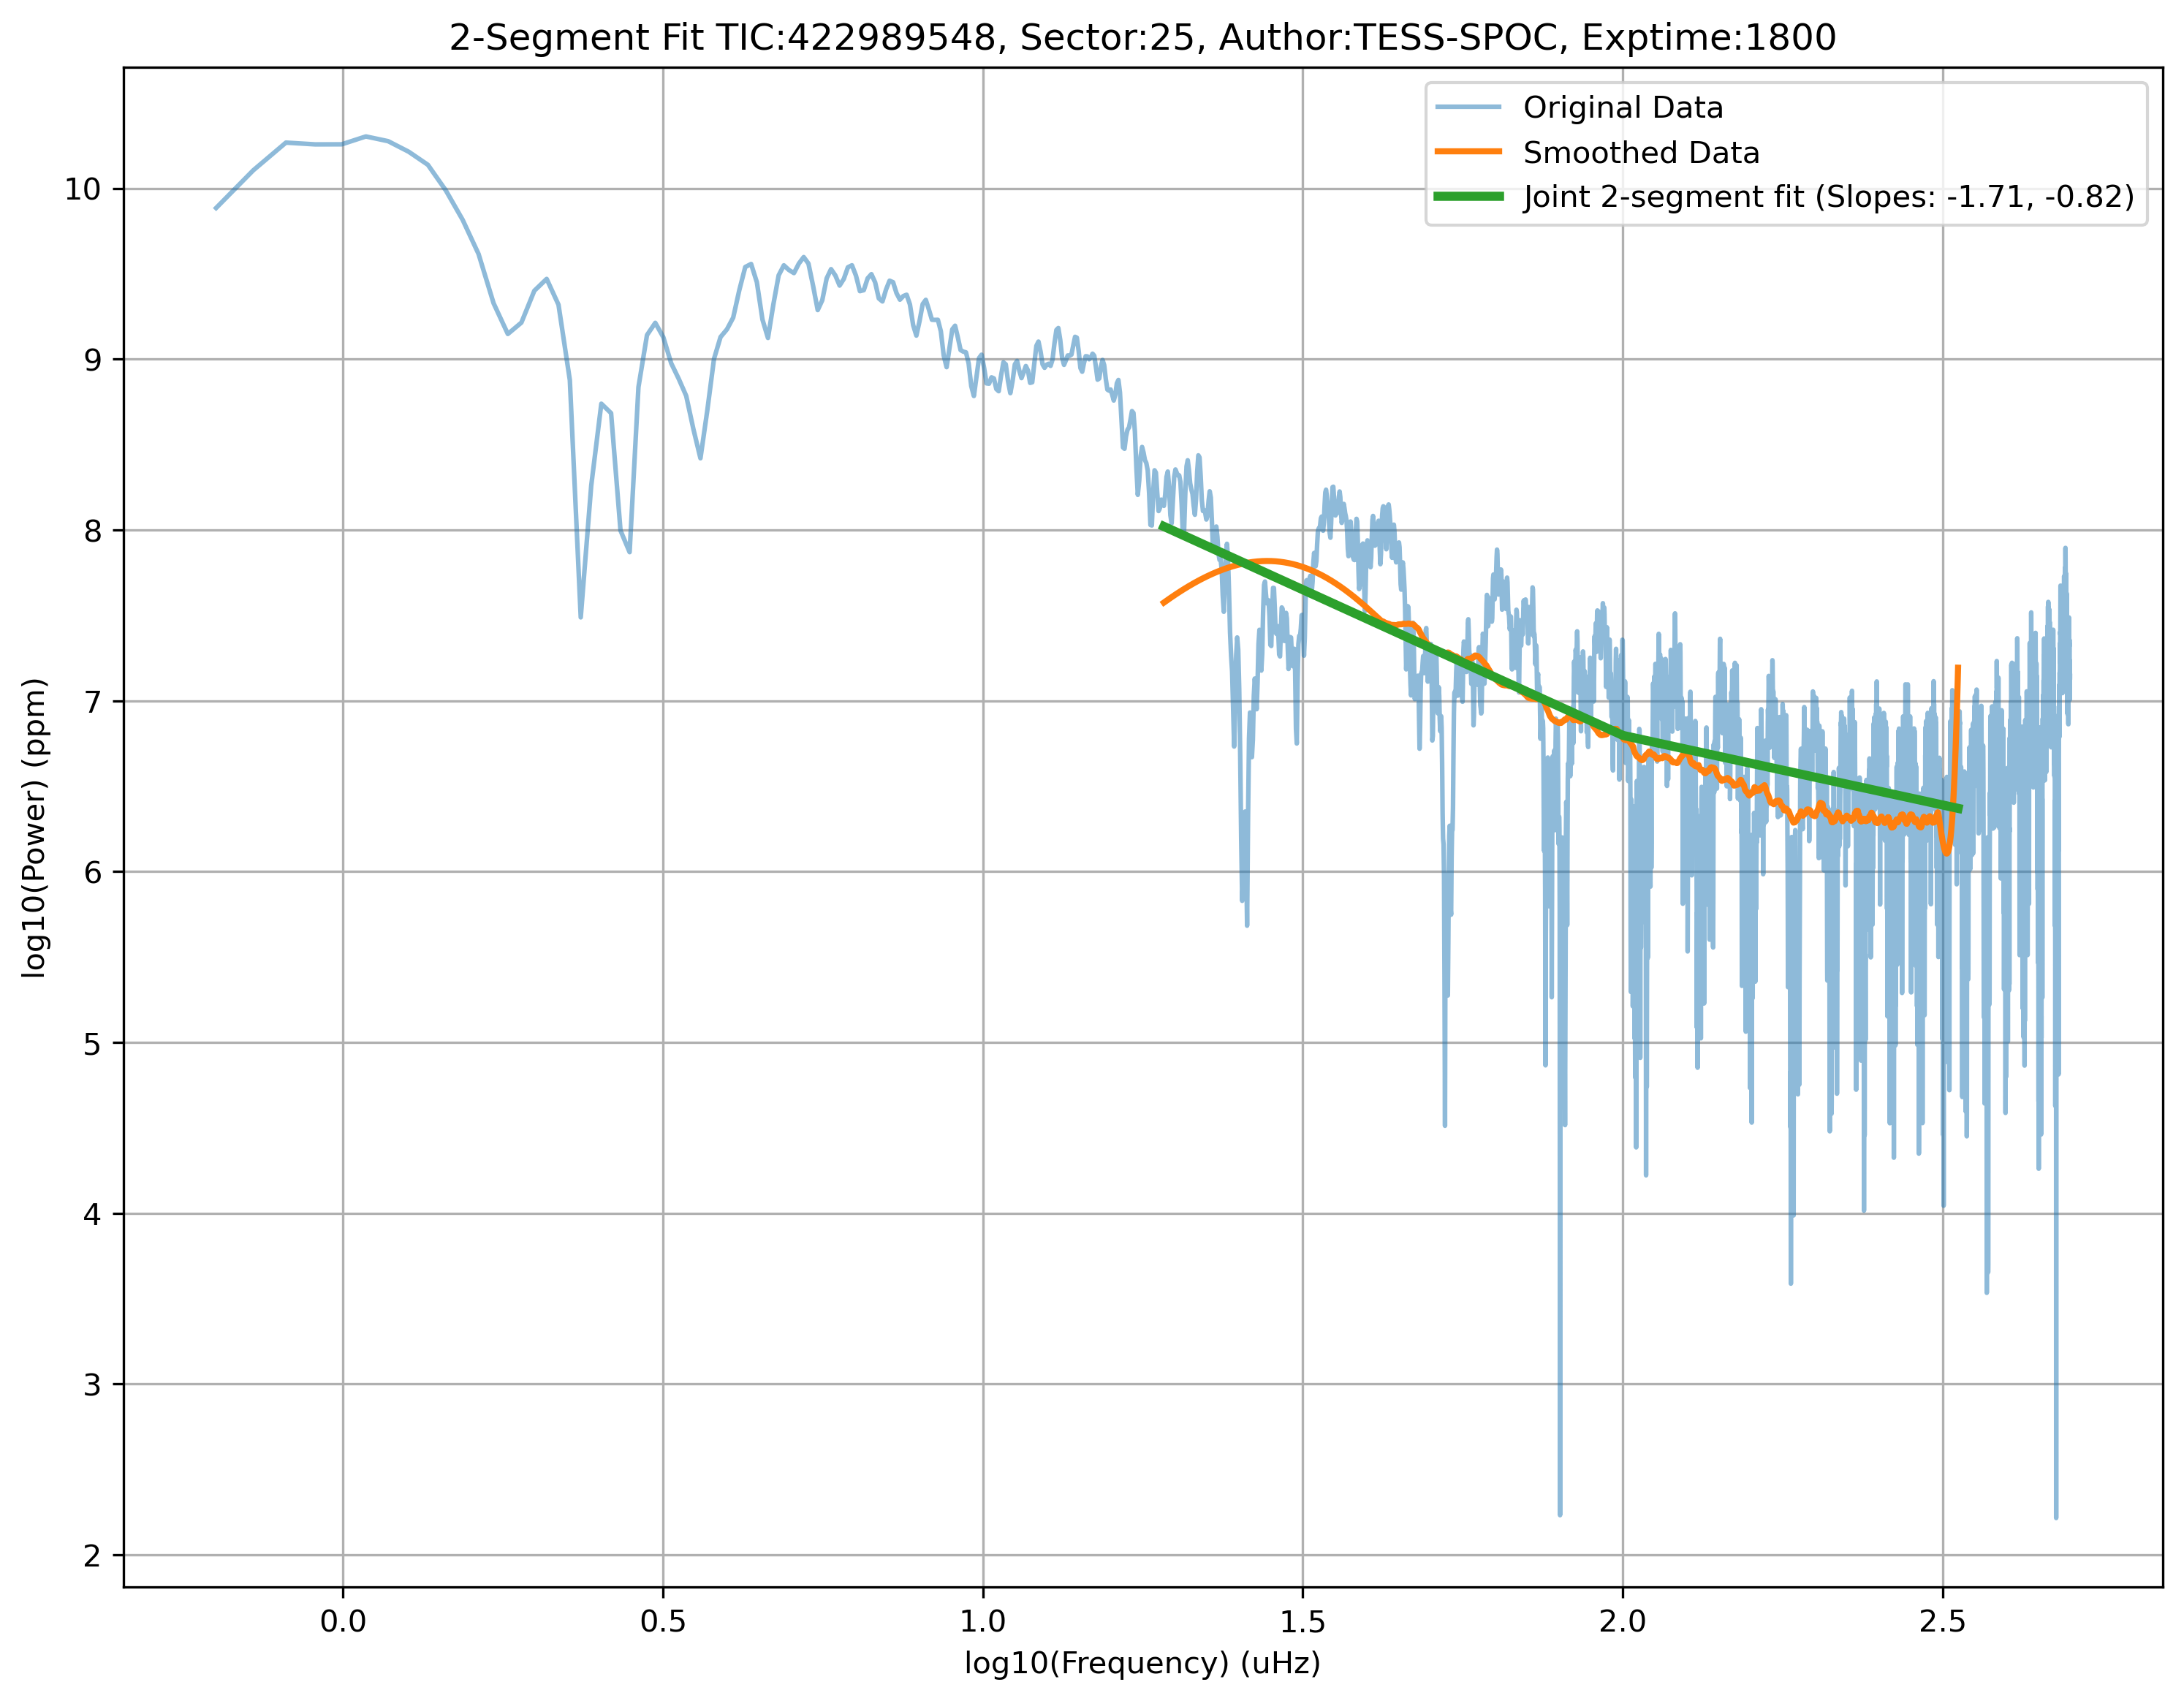 2-Segment Fit TIC:422989548, Sector:25, Author:TESS-SPOC, Exptime:1800
Original Data
Smoothed Data
Joint 2-segment fit (Slopes: -1.71, -0.82)
log10(Power) (ppm)
10
9
8
7
6
5
4
3
2
0.0 0.5 1.0 1.5 2.0 2.5
log10(Frequency) (uHz)